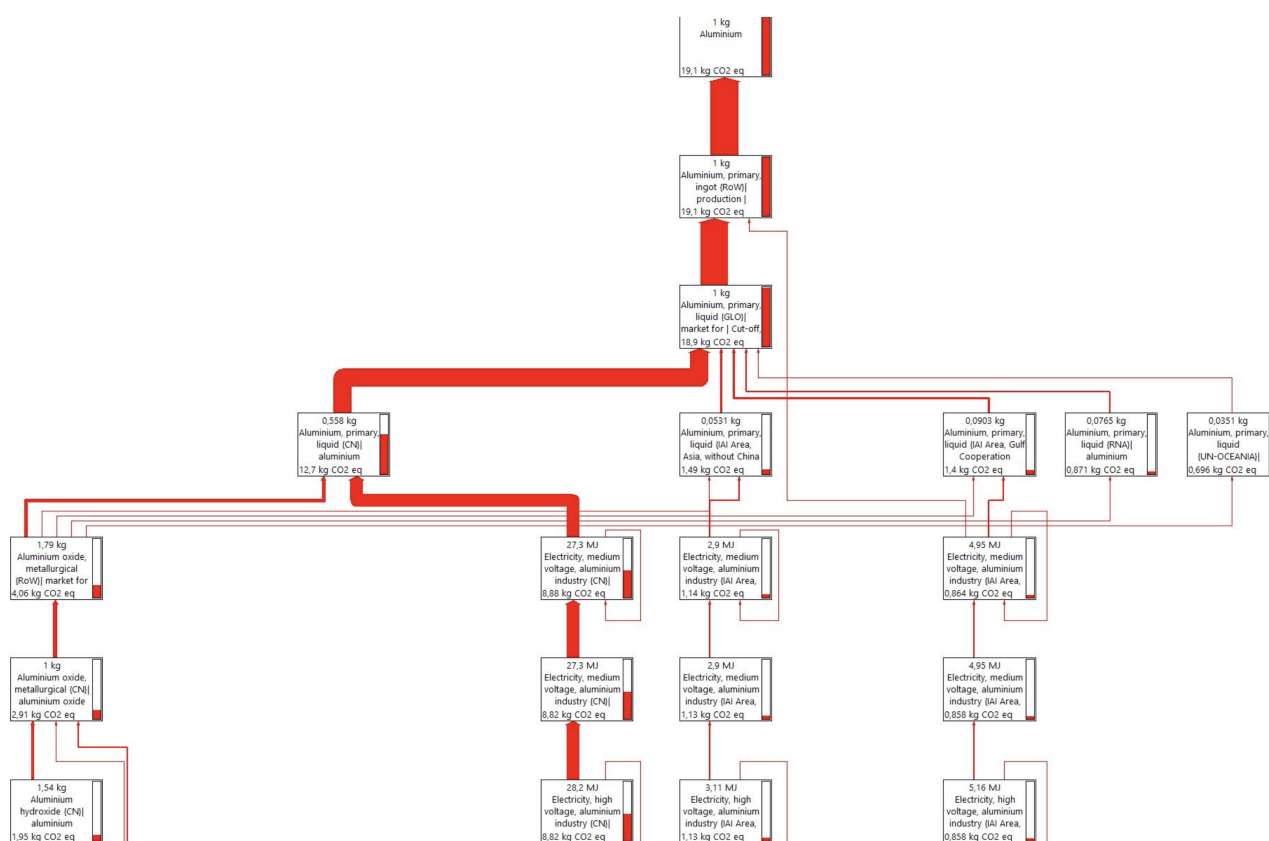 1 kg
Aluminium
19,1 kg CO2 eq
1 kg
Aluminium, primary,
ingot {RoW}|
production |
19,1 kg CO2 eq
1 kg
Aluminium, primary,
liquid {GLO}|
market for | Cut-off,
18,9 kg CO2 eq
0,558 kg
Aluminium, primary,
liquid {CN}|
aluminium
12,7 kg CO2 eq
0,0531 kg
Aluminium, primary,
liquid {IAI Area,
Asia, without China
1,49 kg CO2 eq
0,0903 kg
Aluminium, primary,
liquid {IAI Area, Gulf
Cooperation
1,4 kg CO2 eq
0,0765 kg
Aluminium, primary,
liquid {RNA}|
aluminium
0,871 kg CO2 eq
0,0351 kg
Aluminium, primary,
liquid
{UN-OCEANIA}|
0,696 kg CO2 eq
1,79 kg
Aluminium oxide,
metallurgical
{RoW}| market for
4,06 kg CO2 eq
27,3 MJ
Electricity, medium
voltage, aluminium
industry {CN}|
8,88 kg CO2 eq
2,9 MJ
Electricity, medium
voltage, aluminium
industry {IAI Area,
1,14 kg CO2 eq
4,95 MJ
Electricity, medium
voltage, aluminium
industry {IAI Area,
0,864 kg CO2 eq
1 kg
Aluminium oxide,
metallurgical {CN}|
aluminium oxide
2,91 kg CO2 eq
27,3 MJ
Electricity, medium
voltage, aluminium
industry {CN}|
8,82 kg CO2 eq
2,9 MJ
Electricity, medium
voltage, aluminium
industry {IAI Area,
1,13 kg CO2 eq
4,95 MJ
Electricity, medium
voltage, aluminium
industry {IAI Area,
0,858 kg CO2 eq
1,54 kg
Aluminium
hydroxide {CN}|
aluminium
1,95 kg CO2 eq
28,2 MJ
Electricity, high
voltage, aluminium
industry {CN}|
8,82 kg CO2 eq
3,11 MJ
Electricity, high
voltage, aluminium
industry {IAI Area,
1,13 kg CO2 eq
5,16 MJ
Electricity, high
voltage, aluminium
industry {IAI Area,
0,858 kg CO2 eq